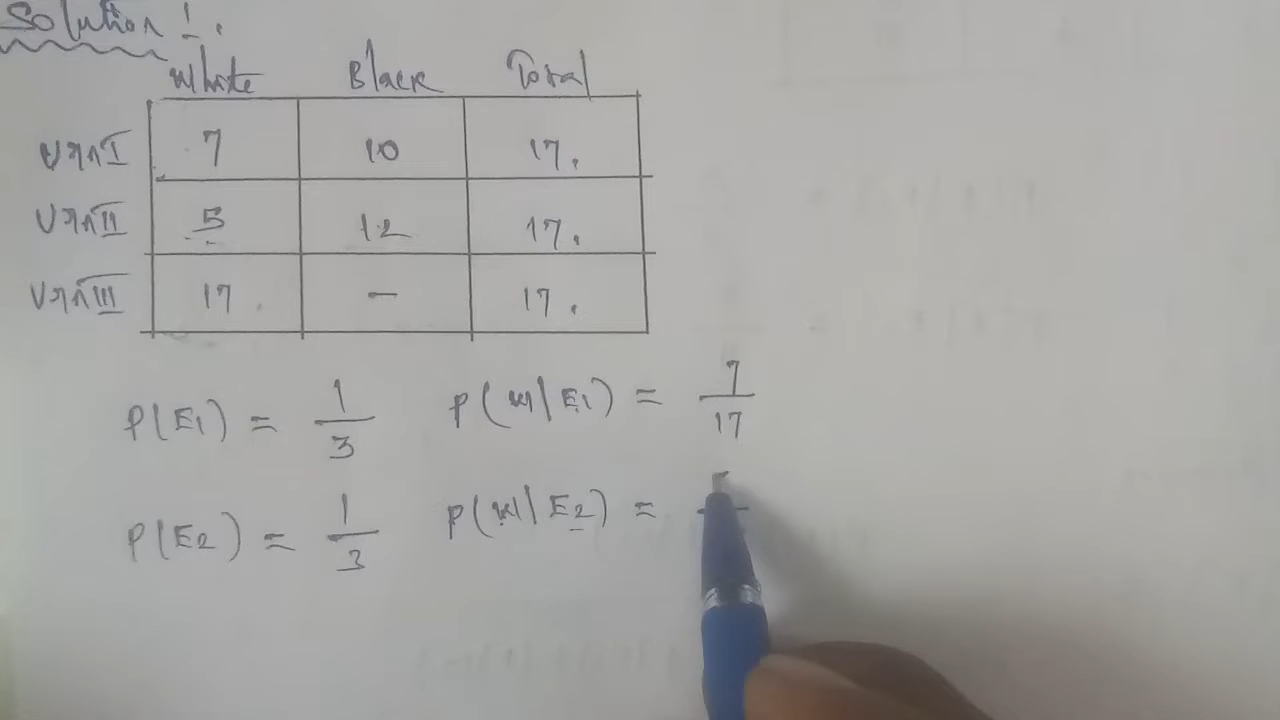 Solution :.
White Black Total
Urn I 7 10 17.
Urn II 5 12 17.
Urn III 17 - 17.
P(E1) = 1/3 P(W/E1) = 7/17
P(E2) = 1/3 P(W/E2) =